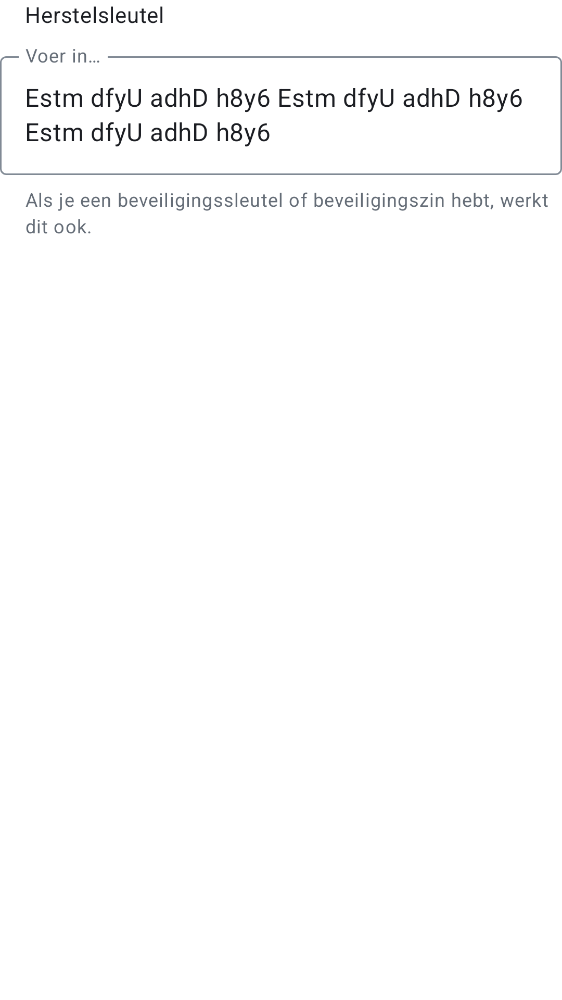 Herstelsleutel
Voer in…
Estm dfyU adhD h8y6 Estm dfyU adhD h8y6
Estm dfyU adhD h8y6
Als je een beveiligingssleutel of beveiligingszin hebt, werkt
dit ook.